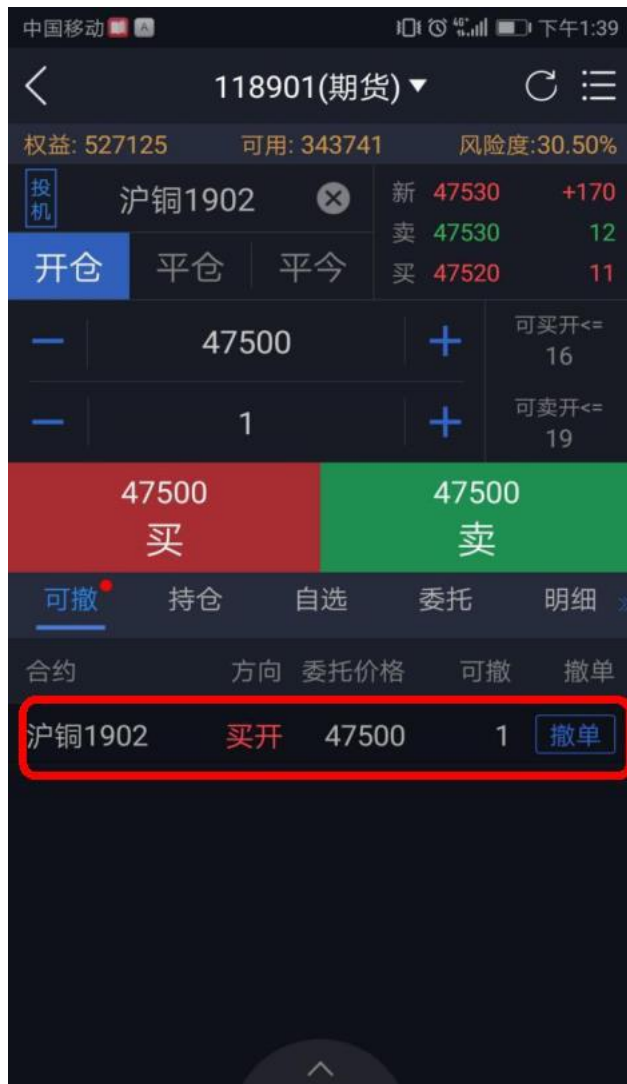 中国移动 A 4G 下午1:39
118901(期货)
权益: 527125 可用: 343741 风险度:30.50%
投机 沪铜1902 新 47530 +170
卖 47530 12
开仓 平仓 平今 买 47520 11
47500 可买开<=
16
1 可卖开<=
19
47500 47500
买 卖
可撤 持仓 自选 委托 明细
合约 方向 委托价格 可撤 撤单
沪铜1902 买开 47500 1 撤单